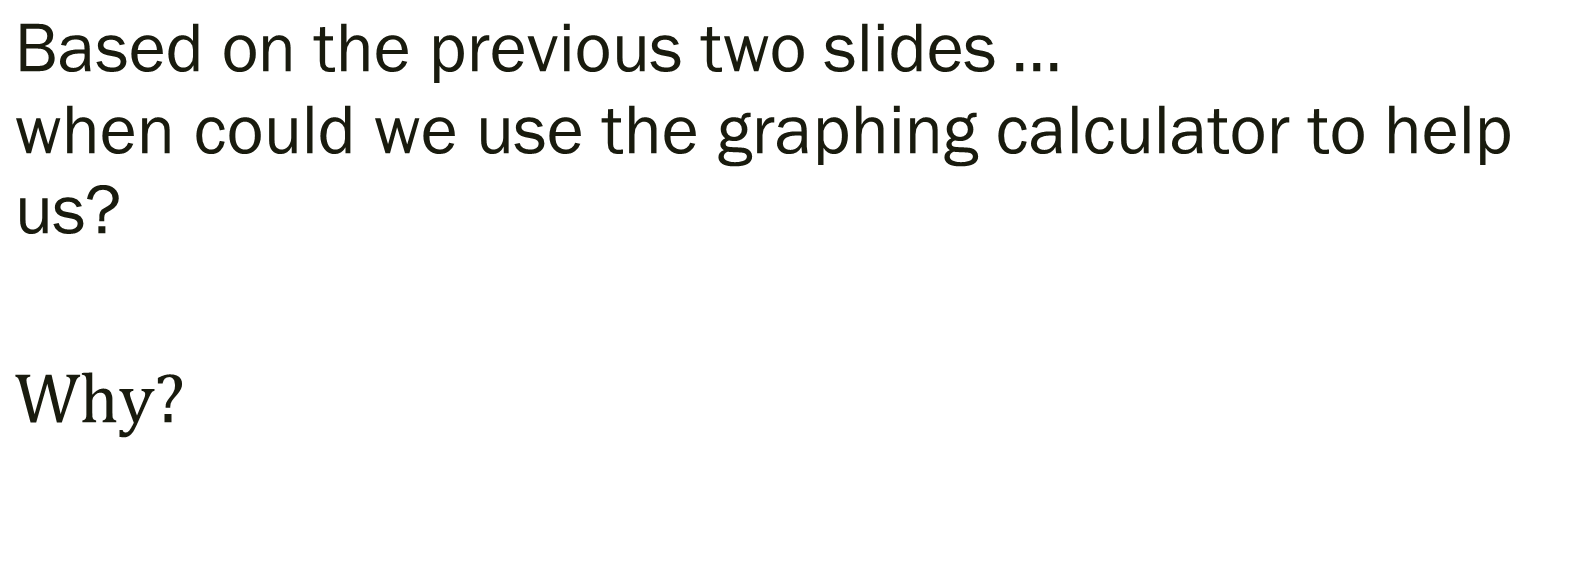 Based on the previous two slides ...
when could we use the graphing calculator to help
us?
Why?